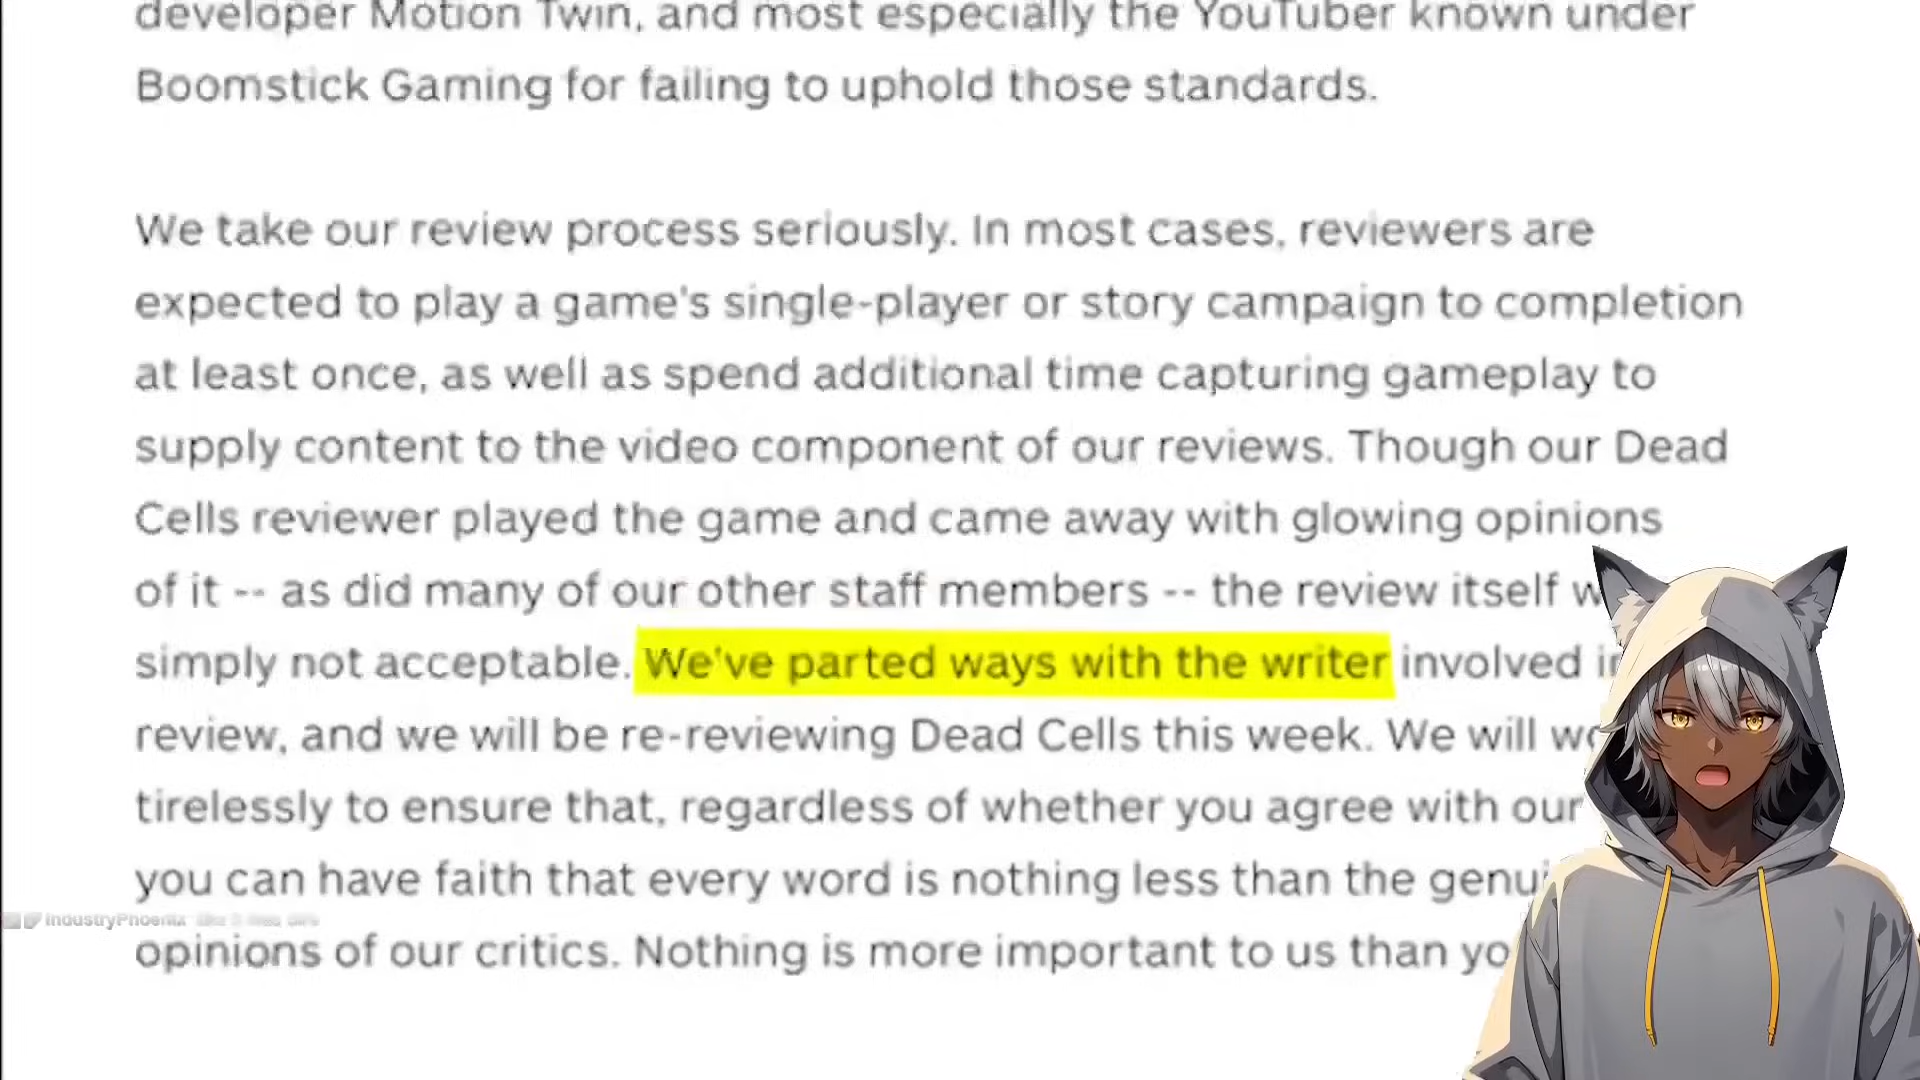 developer Motion Twin, and most especially the YouTuber known under
Boomstick Gaming for failing to uphold those standards.
We take our review process seriously. In most cases, reviewers are
expected to play a game's single-player or story campaign to completion
at least once, as well as spend additional time capturing gameplay to
supply content to the video component of our reviews. Though our Dead
Cells reviewer played the game and came away with glowing opinions
of it -- as did many of our other staff members -- the review itself
simply not acceptable. We've parted ways with the writer involved
review, and we will be re-reviewing Dead Cells this week. We will
tirelessly to ensure that, regardless of whether you agree with our
you can have faith that every word is nothing less than the
IndustryPhoenix
opinions of our critics. Nothing is more important to us than